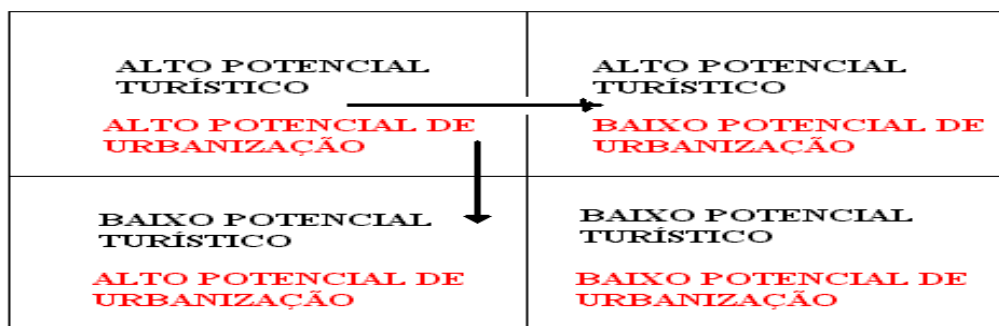 ALTO POTENCIAL
TURÍSTICO
ALTO POTENCIAL DE
URBANIZAÇÃO
ALTO POTENCIAL
TURÍSTICO
BAIXO POTENCIAL DE
URBANIZAÇÃO
BAIXO POTENCIAL
TURÍSTICO
ALTO POTENCIAL DE
URBANIZAÇÃO
BAIXO POTENCIAL
TURÍSTICO
BAIXO POTENCIAL DE
URBANIZAÇÃO